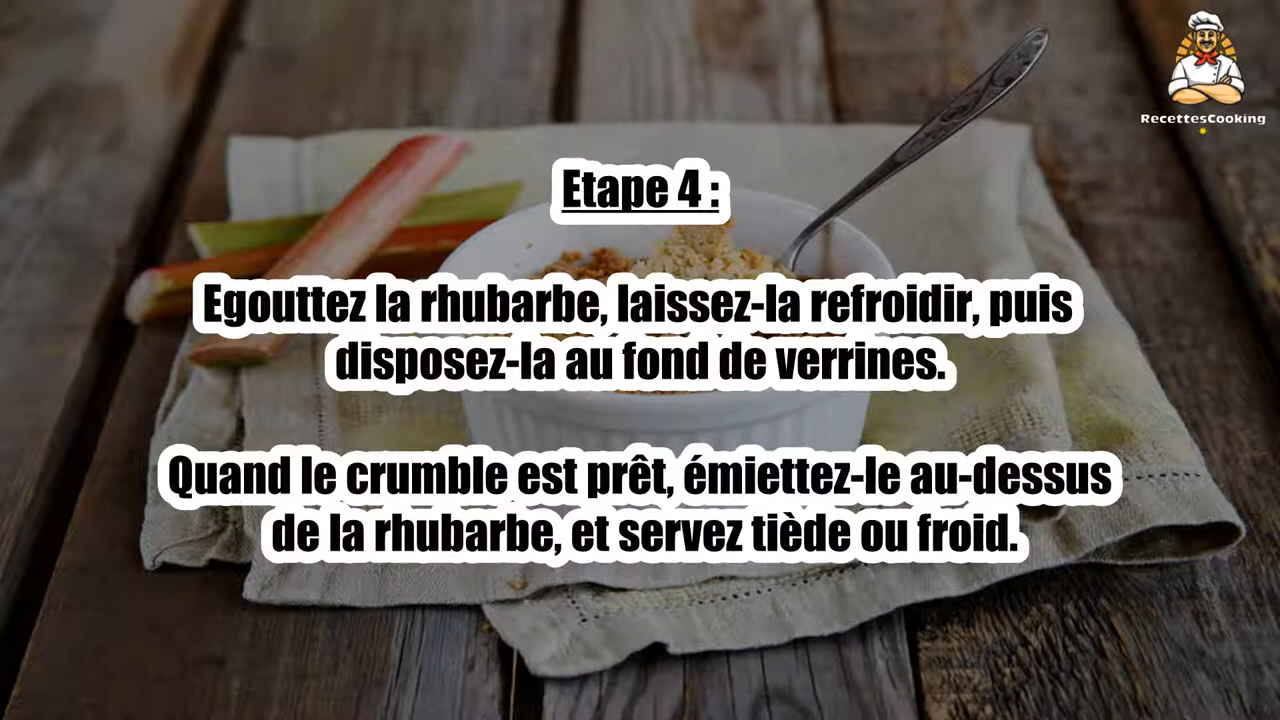 RecettesCooking
Etape 4 :
Egouttez la rhubarbe, laissez-la refroidir, puis
disposez-la au fond de verrines.
Quand le crumble est prêt, émiettez-le au-dessus
de la rhubarbe, et servez tiède ou froid.